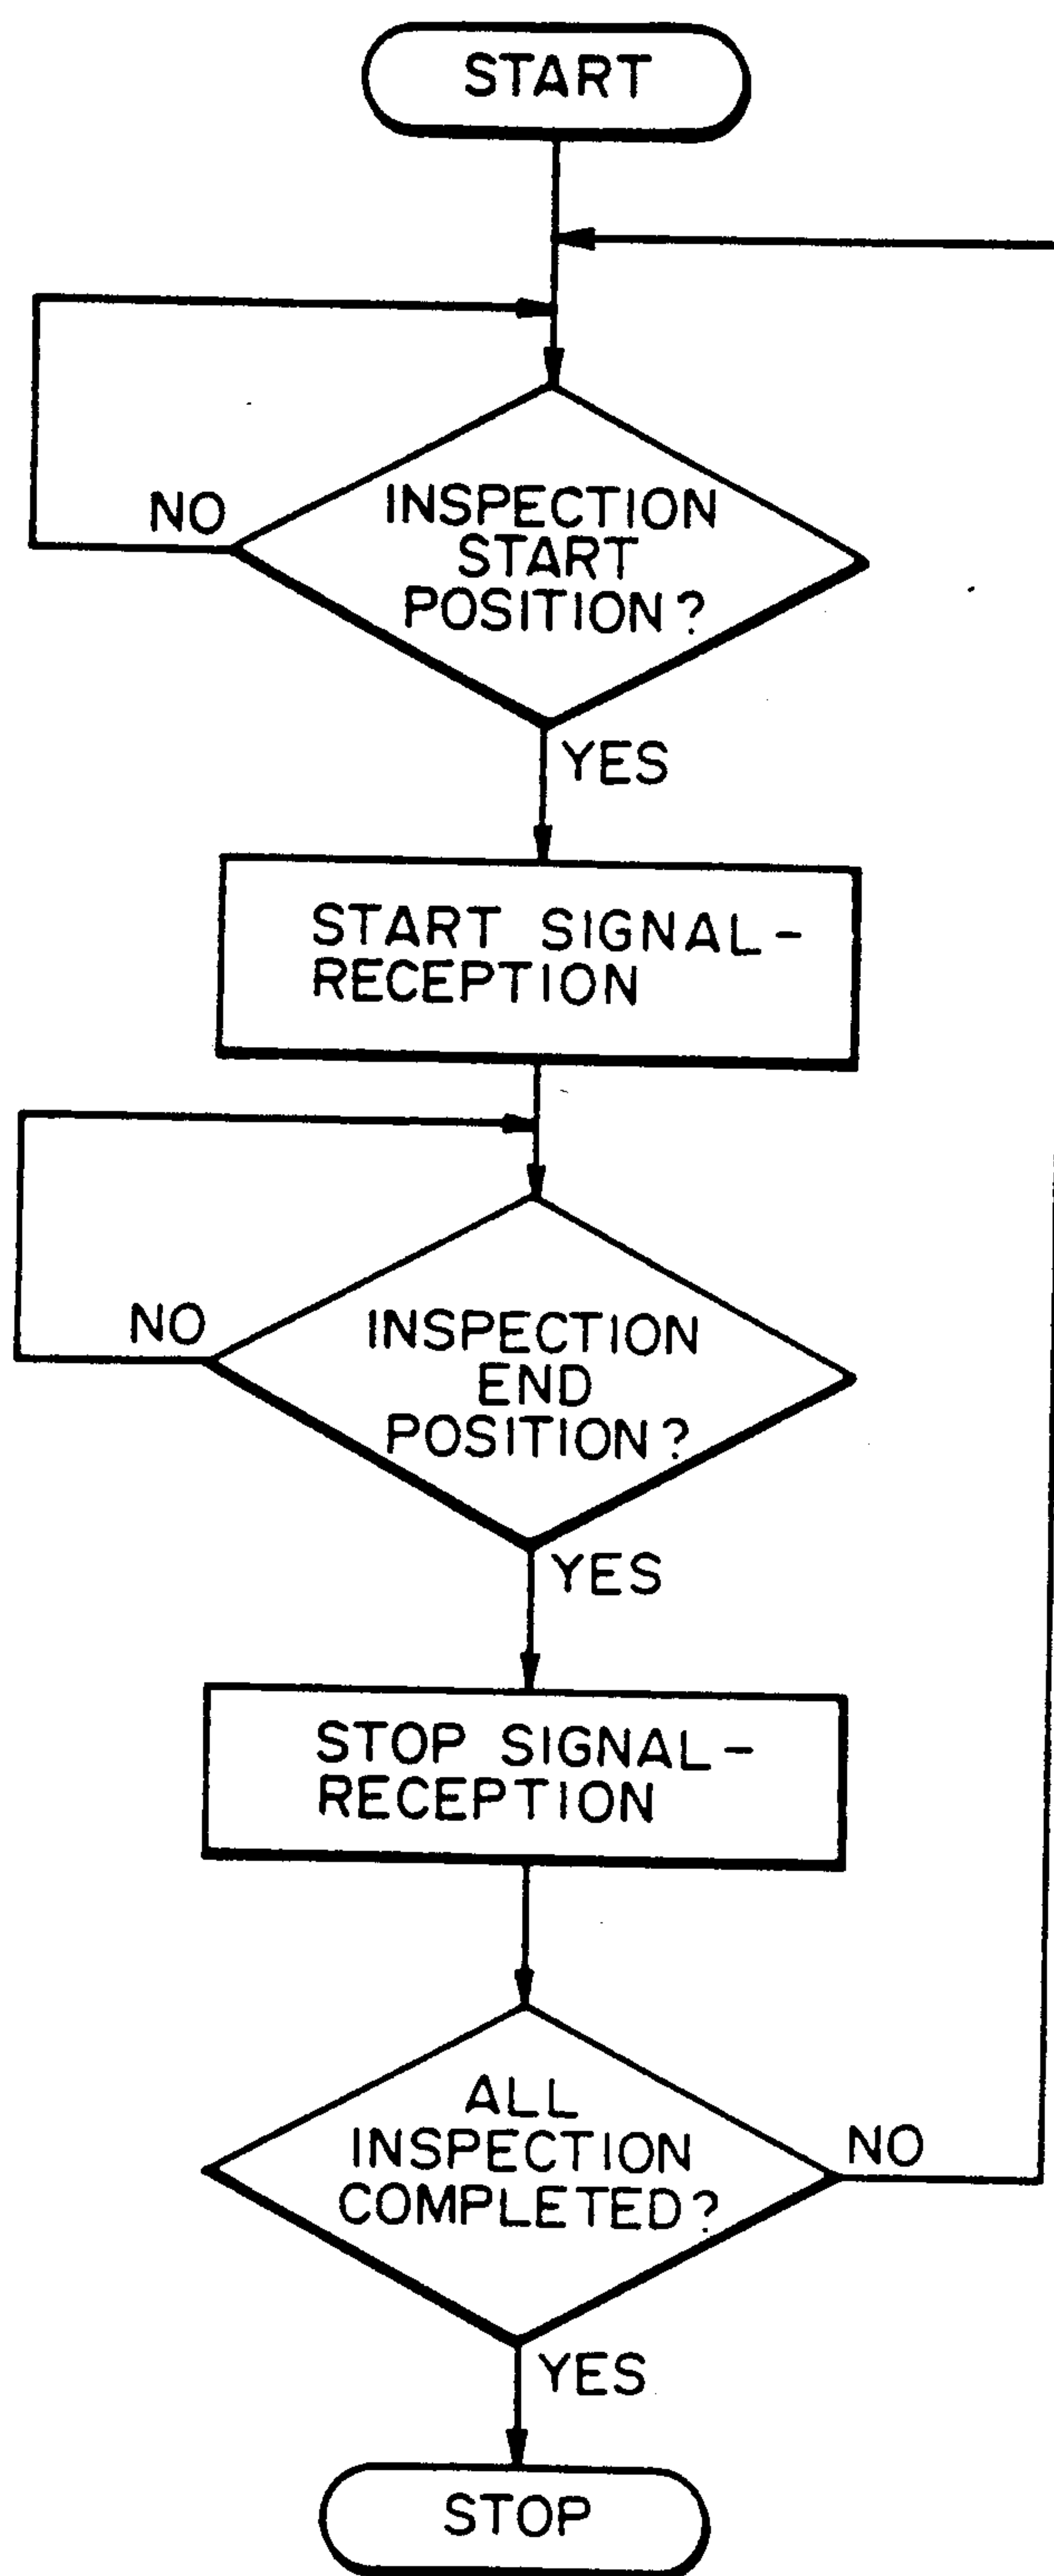 START
NO
INSPECTION
START
POSITION?
YES
START SIGNAL-
RECEPTION
NO
INSPECTION
END
POSITION?
YES
STOP SIGNAL-
RECEPTION
ALL
INSPECTION
COMPLETED?
NO
YES
STOP